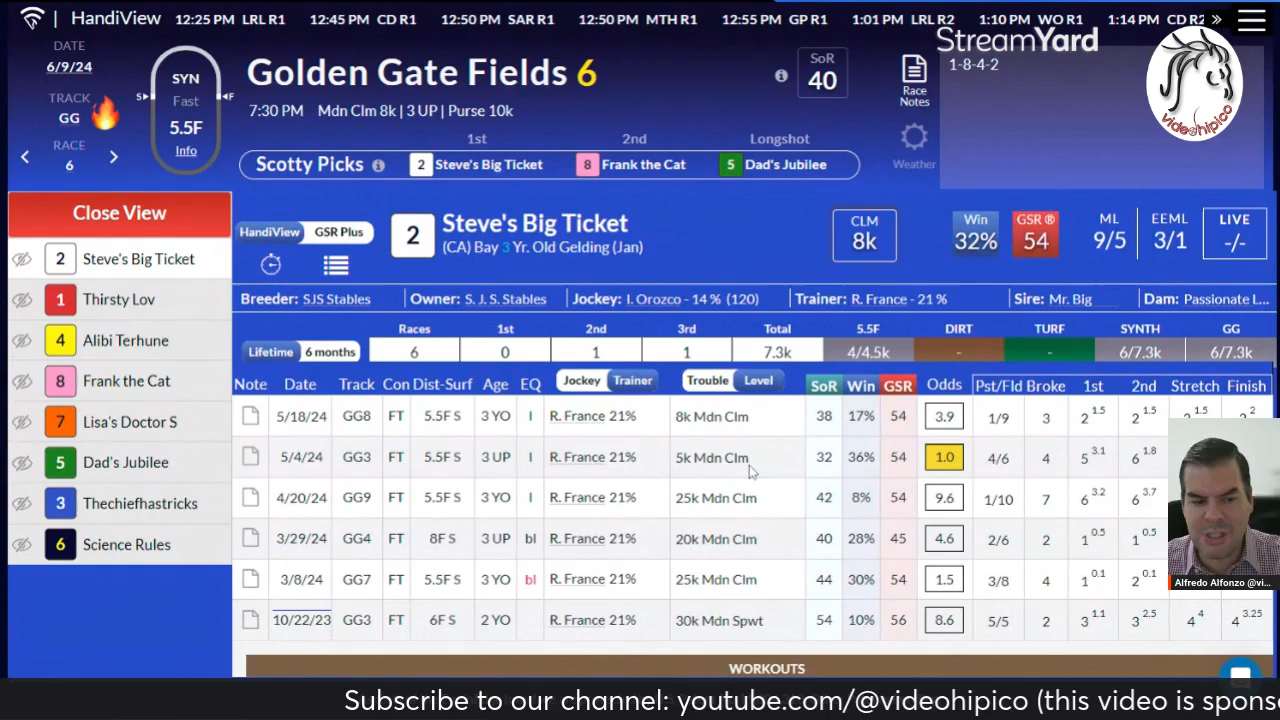 HandiView 12:25 PM LRL R1 12:45 PM CD R1 12:50 PM SAR R1 12:50 PM MTH R1 12:55 PM GP R1 1:01 PM LRL R2 1:10 PM WO R1 1:14 PM CD R2 »
StreamYard
DATE
6/9/24
TRACK
GG
RACE
6
SYN
Fast
5.5F
Info
S
F
Golden Gate Fields 6
7:30 PM Mdn Clm 8k | 3 UP | Purse 10k
SoR
40
Race
Notes
Weather
1-8-4-2
videohipico
1st 2nd Longshot
Scotty Picks 2 Steve's Big Ticket 8 Frank the Cat 5 Dad's Jubilee
Close View
2 Steve's Big Ticket
1 Thirsty Lov
4 Alibi Terhune
8 Frank the Cat
7 Lisa's Doctor S
5 Dad's Jubilee
3 Thechiefhastricks
6 Science Rules
HandiView GSR Plus
2
Steve's Big Ticket
(CA) Bay 3 Yr. Old Gelding (Jan)
CLM
8k
Win
32%
GSR ®
54
ML
9/5
EEML
3/1
LIVE
-/-
Breeder: SJS Stables Owner: S. J. S. Stables Jockey: I. Orozco - 14 % (120) Trainer: R. France - 21 % Sire: Mr. Big Dam: Passionate L...
Races 1st 2nd 3rd Total 5.5F DIRT TURF SYNTH GG
Lifetime 6 months 6 0 1 1 7.3k 4/4.5k - - 6/7.3k 6/7.3k
Note Date Track Con Dist-Surf Age EQ Jockey Trainer Trouble Level SoR Win GSR Odds Pst/Fld Broke 1st 2nd Stretch Finish
5/18/24 GG8 FT 5.5F S 3 YO l R. France 21% 8k Mdn Clm 38 17% 54 3.9 1/9 3 2 1.5 2 1.5 2 1.5 2 2
5/4/24 GG3 FT 5.5F S 3 UP l R. France 21% 5k Mdn Clm 32 36% 54 1.0 4/6 4 5 3.1 6 1.8
4/20/24 GG9 FT 5.5F S 3 YO l R. France 21% 25k Mdn Clm 42 8% 54 9.6 1/10 7 6 3.2 6 3.7
3/29/24 GG4 FT 8F S 3 UP bl R. France 21% 20k Mdn Clm 40 28% 45 4.6 2/6 2 1 0.5 1 0.5
3/8/24 GG7 FT 5.5F S 3 YO bl R. France 21% 25k Mdn Clm 44 30% 54 1.5 3/8 4 1 0.1 2 0.1
10/22/23 GG3 FT 6F S 2 YO R. France 21% 30k Mdn Spwt 54 10% 56 8.6 5/5 2 3 1.1 3 2.5 4 4 4 3.25
Alfredo Alfonzo @vi...
WORKOUTS
Subscribe to our channel: youtube.com/@videohipico (this video is spons